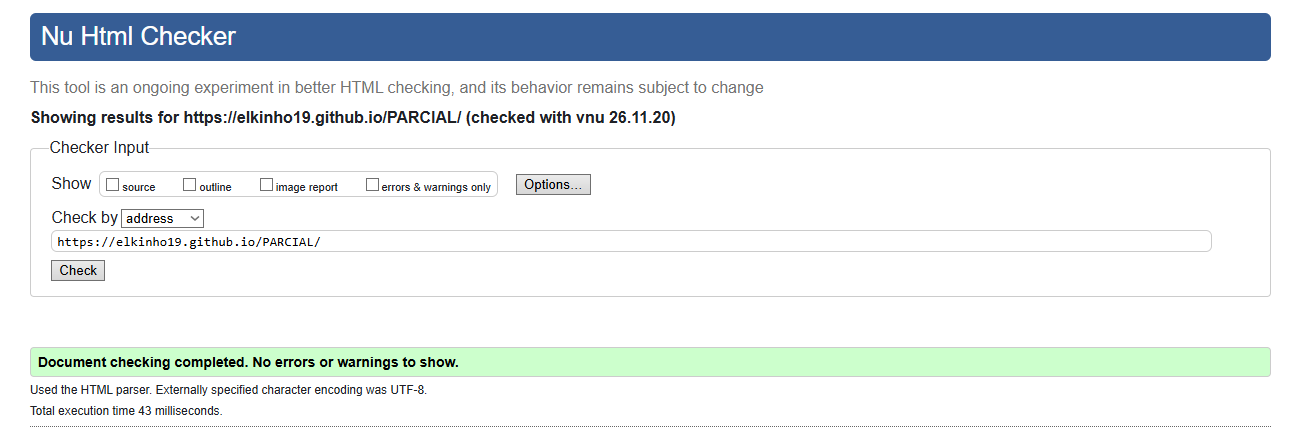 Nu Html Checker
This tool is an ongoing experiment in better HTML checking, and its behavior remains subject to change
Showing results for https://elkinho19.github.io/PARCIAL/ (checked with vnu 26.11.20)
Checker Input
Show source outline image report errors & warnings only Options...
Check by address
https://elkinho19.github.io/PARCIAL/
Check
Document checking completed. No errors or warnings to show.
Used the HTML parser. Externally specified character encoding was UTF-8.
Total execution time 43 milliseconds.